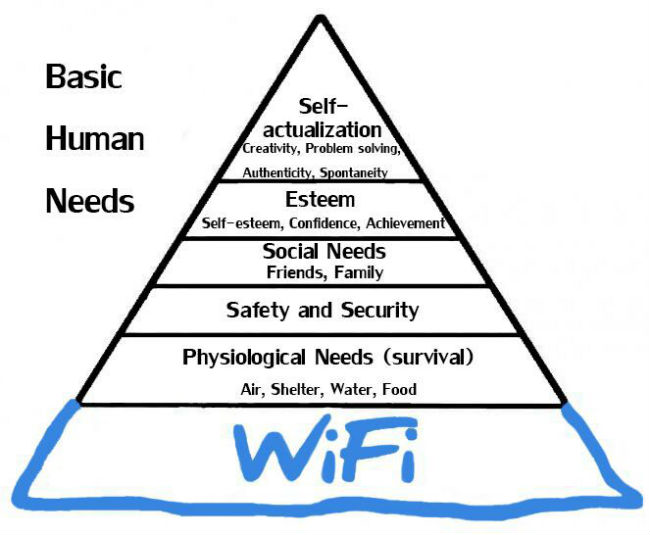 Basic
Human
Needs
Self-
actualization
Creativity, Problem solving,
Authenticity, Spontaneity
Esteem
Self-esteem, Confidence, Achievement
Social Needs
Friends, Family
Safety and Security
Physiological Needs (survival)
Air, Shelter, Water, Food
WiFi